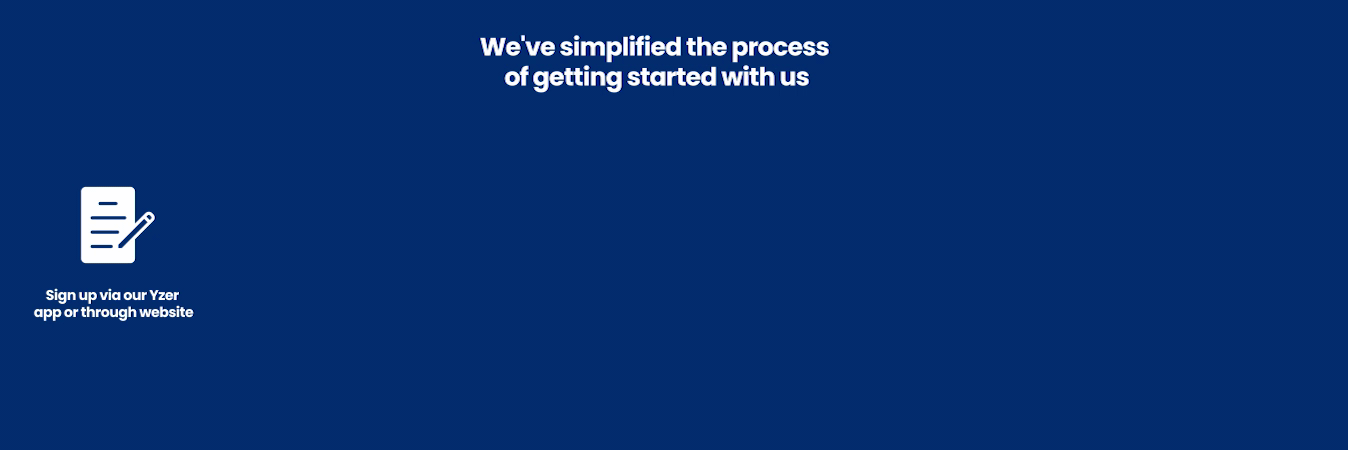 We've simplified the process
of getting started with us
Sign up via our Yzer
app or through website